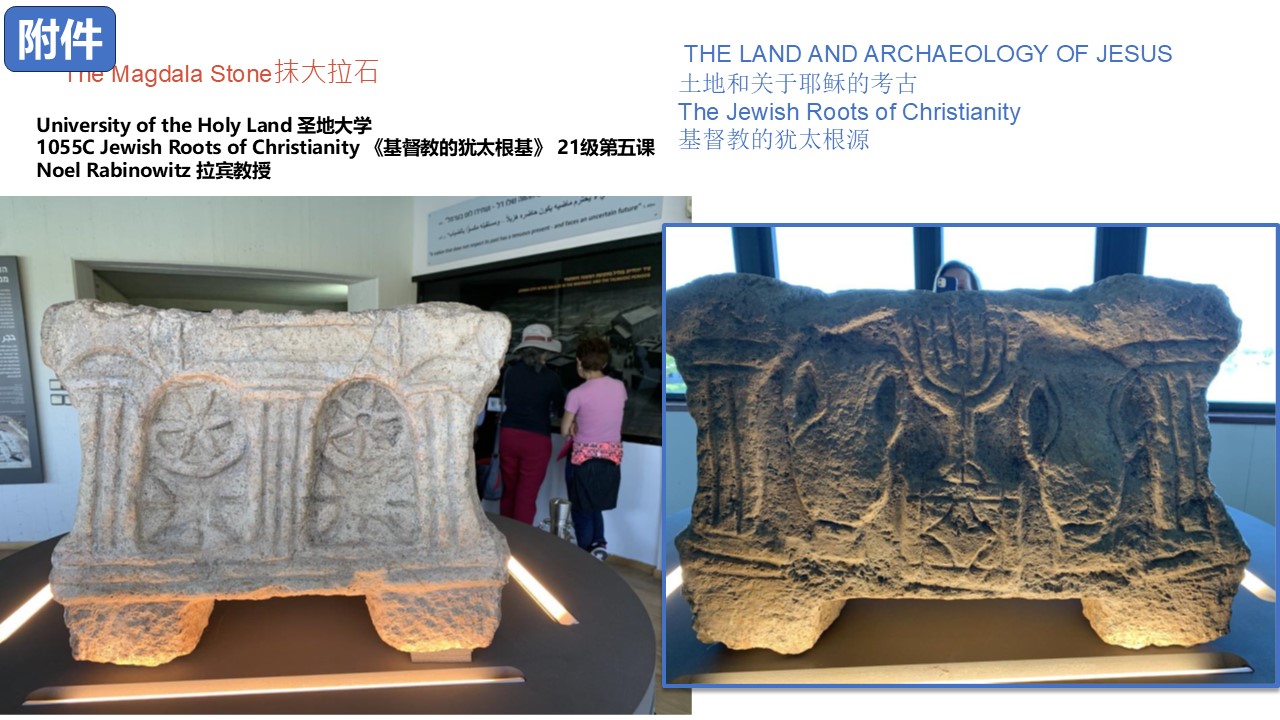 附件
The Magdala Stone抹大拉石
University of the Holy Land 圣地大学
1055C Jewish Roots of Christianity 《基督教的犹太根基》 21级第五课
Noel Rabinowitz 拉宾教授
THE LAND AND ARCHAEOLOGY OF JESUS
土地和关于耶稣的考古
The Jewish Roots of Christianity
基督教的犹太根源
and faces an uncertain future"